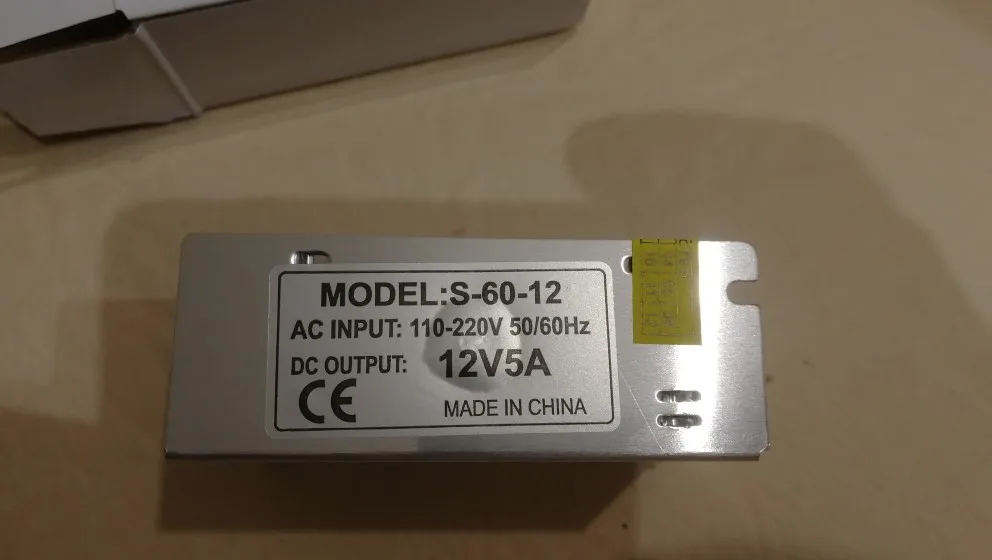 MODEL:S-60-12
AC INPUT: 110-220V 50/60Hz
DC OUTPUT: 12V5A
CE
MADE IN CHINA